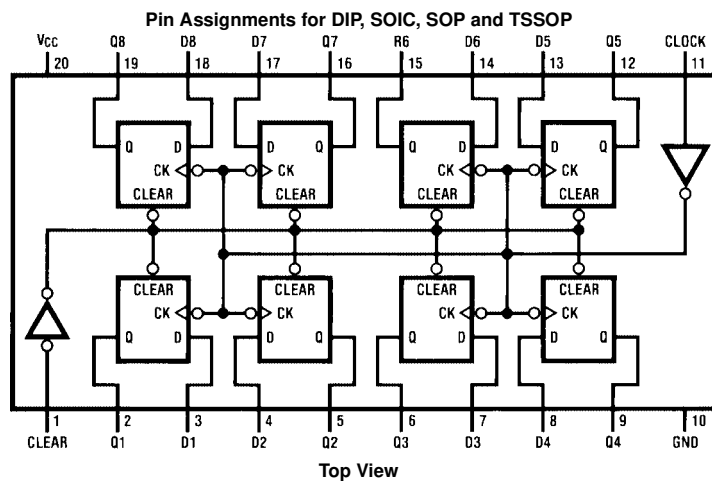 Pin Assignments for DIP, SOIC, SOP and TSSOP
VCC Q8 D8 D7 Q7 R6 D6 D5 Q5 CLOCK
20 19 18 17 16 15 14 13 12 11
Q D D Q Q D D Q
CK CK CK CK
CLEAR CLEAR CLEAR CLEAR
CLEAR CLEAR CLEAR CLEAR
CK CK CK CK
Q D D Q Q D D Q
1 2 3 4 5 6 7 8 9 10
CLEAR Q1 D1 D2 Q2 Q3 D3 D4 Q4 GND
Top View